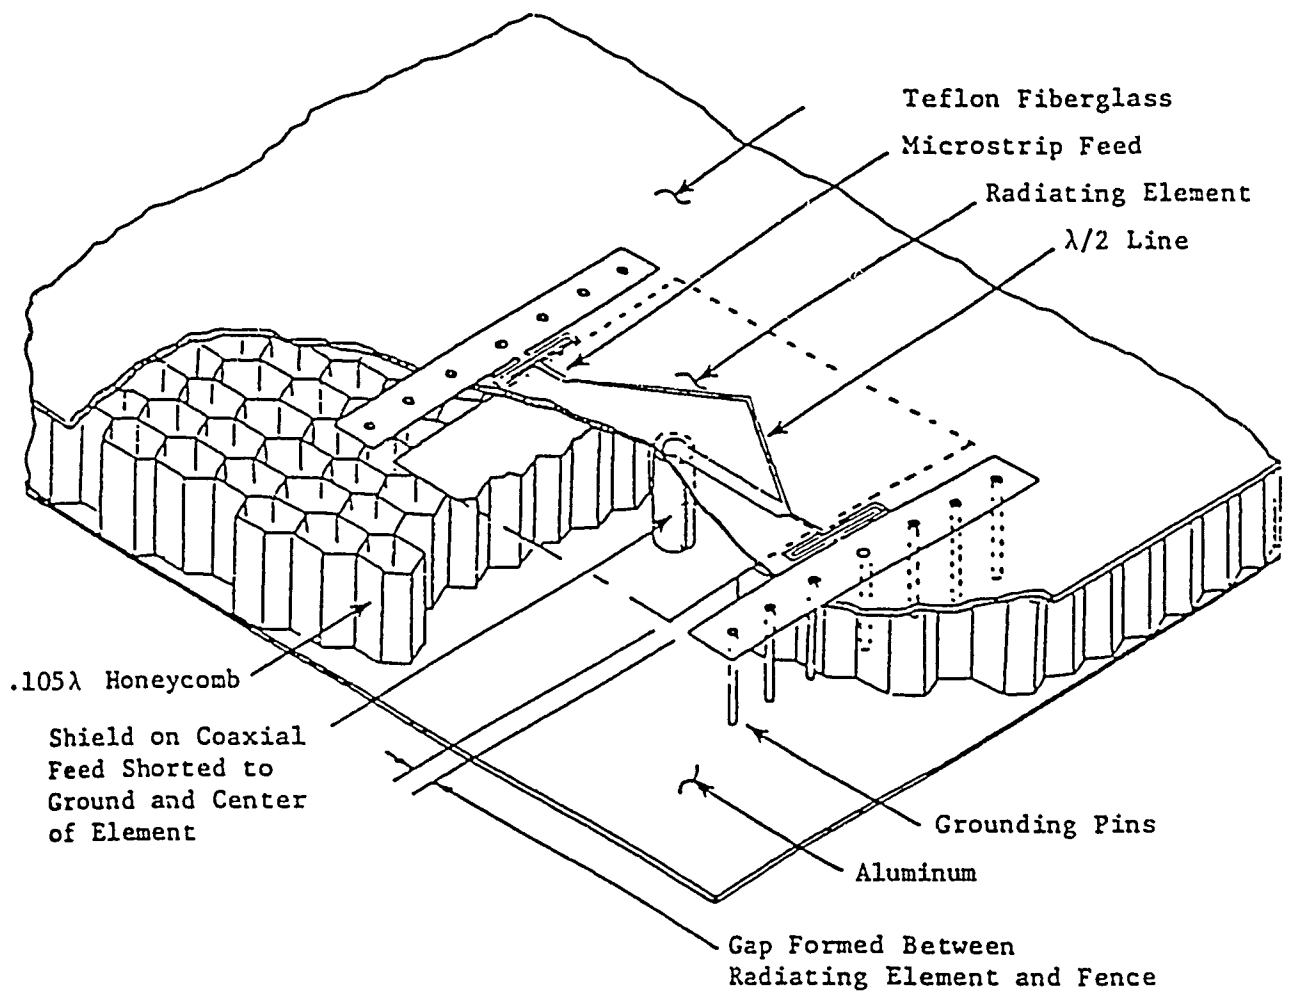 Teflon Fiberglass
Microstrip Feed
Radiating Element
λ/2 Line
.105λ Honeycomb
Shield on Coaxial
Feed Shorted to
Ground and Center
of Element
Grounding Pins
Aluminum
Gap Formed Between
Radiating Element and Fence